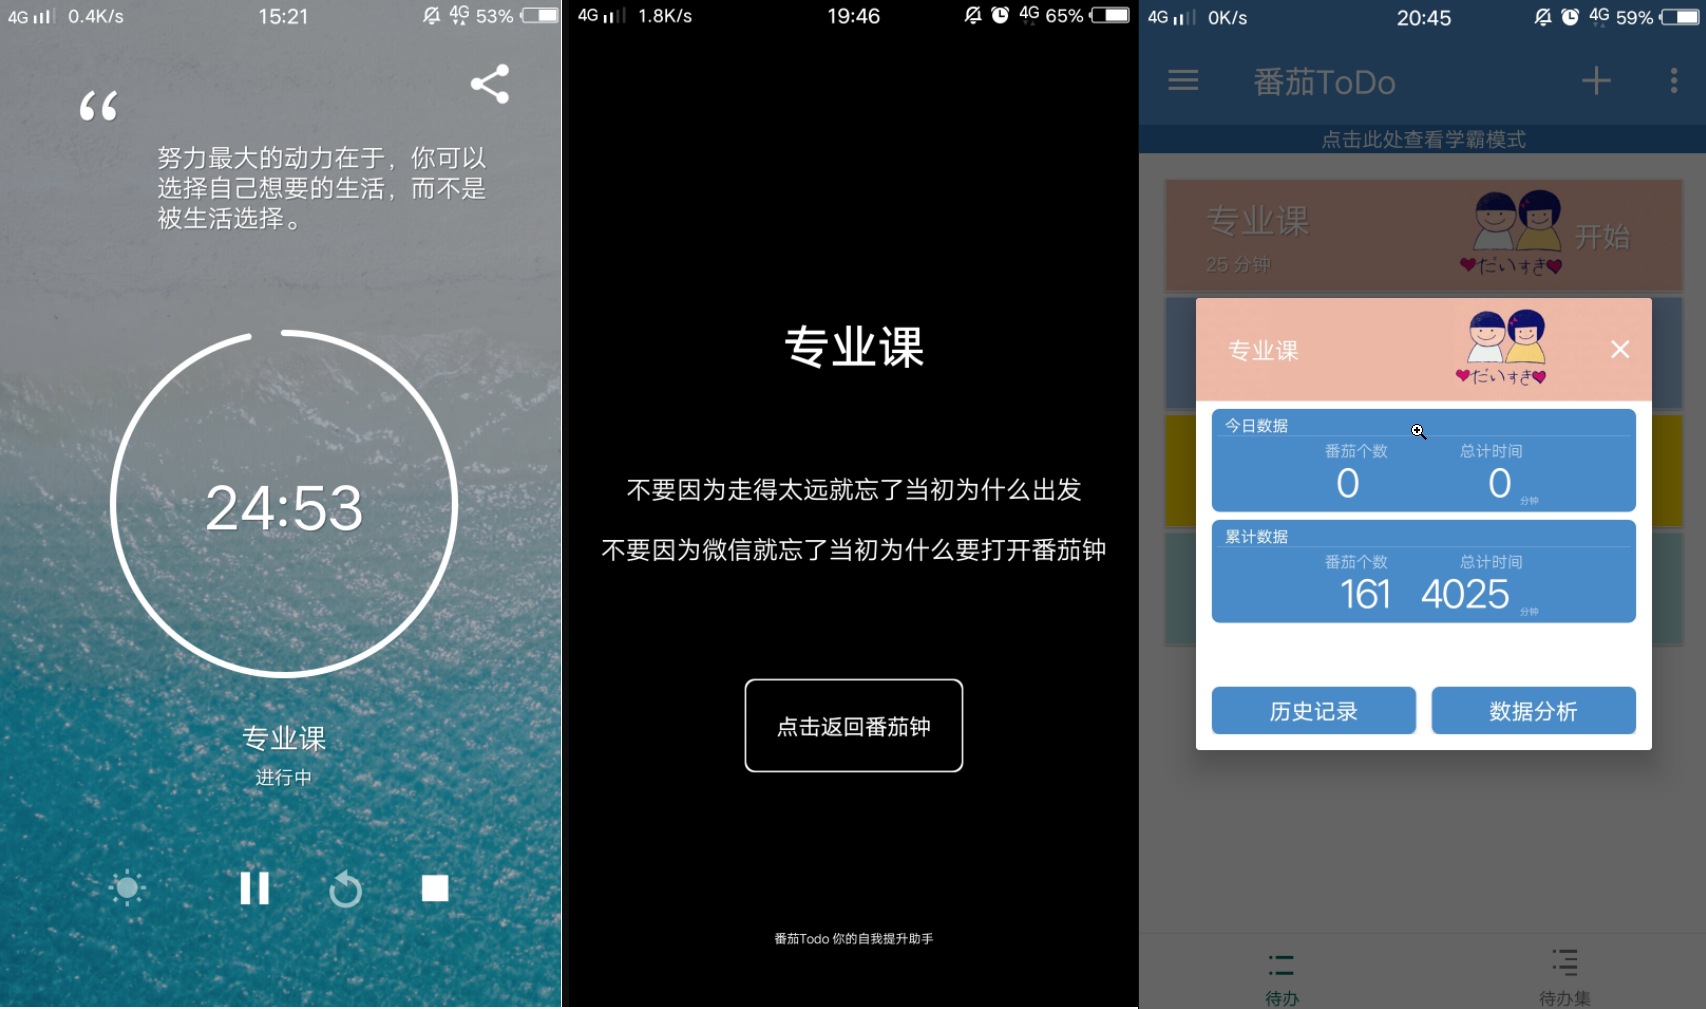 4G 0.4K/s 15:21 4G 53%
努力最大的动力在于，你可以
选择自己想要的生活，而不是
被生活选择。
24:53
专业课
进行中
4G 1.8K/s 19:46 4G 65%
专业课
不要因为走得太远就忘了当初为什么出发
不要因为微信就忘了当初为什么要打开番茄钟
点击返回番茄钟
番茄Todo 你的自我提升助手
4G 0K/s 20:45 4G 59%
番茄ToDo
点击此处查看学霸模式
专业课
25 分钟
开始
♥だいすき♥
专业课
♥だいすき♥
今日数据
番茄个数 总计时间
0 0 分钟
累计数据
番茄个数 总计时间
161 4025 分钟
历史记录 数据分析
待办 待办集